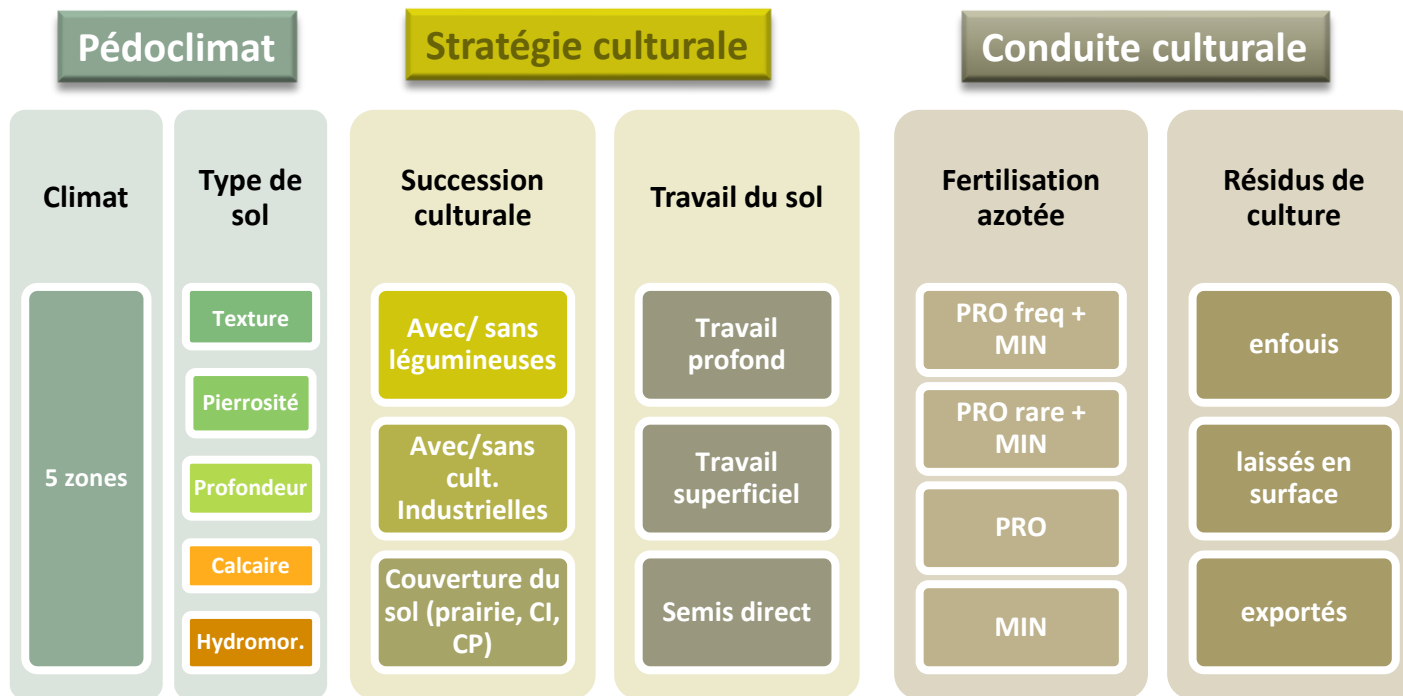 Pédoclimat
Stratégie culturale
Conduite culturale
Climat
5 zones
Type de
sol
Texture
Pierrosité
Profondeur
Calcaire
Hydromor.
Succession
culturale
Avec/ sans
légumineuses
Avec/sans
cult.
Industrielles
Couverture du
sol (prairie, CI,
CP)
Travail du sol
Travail
profond
Travail
superficiel
Semis direct
Fertilisation
azotée
PRO freq +
MIN
PRO rare +
MIN
PRO
MIN
Résidus de
culture
enfouis
laissés en
surface
exportés